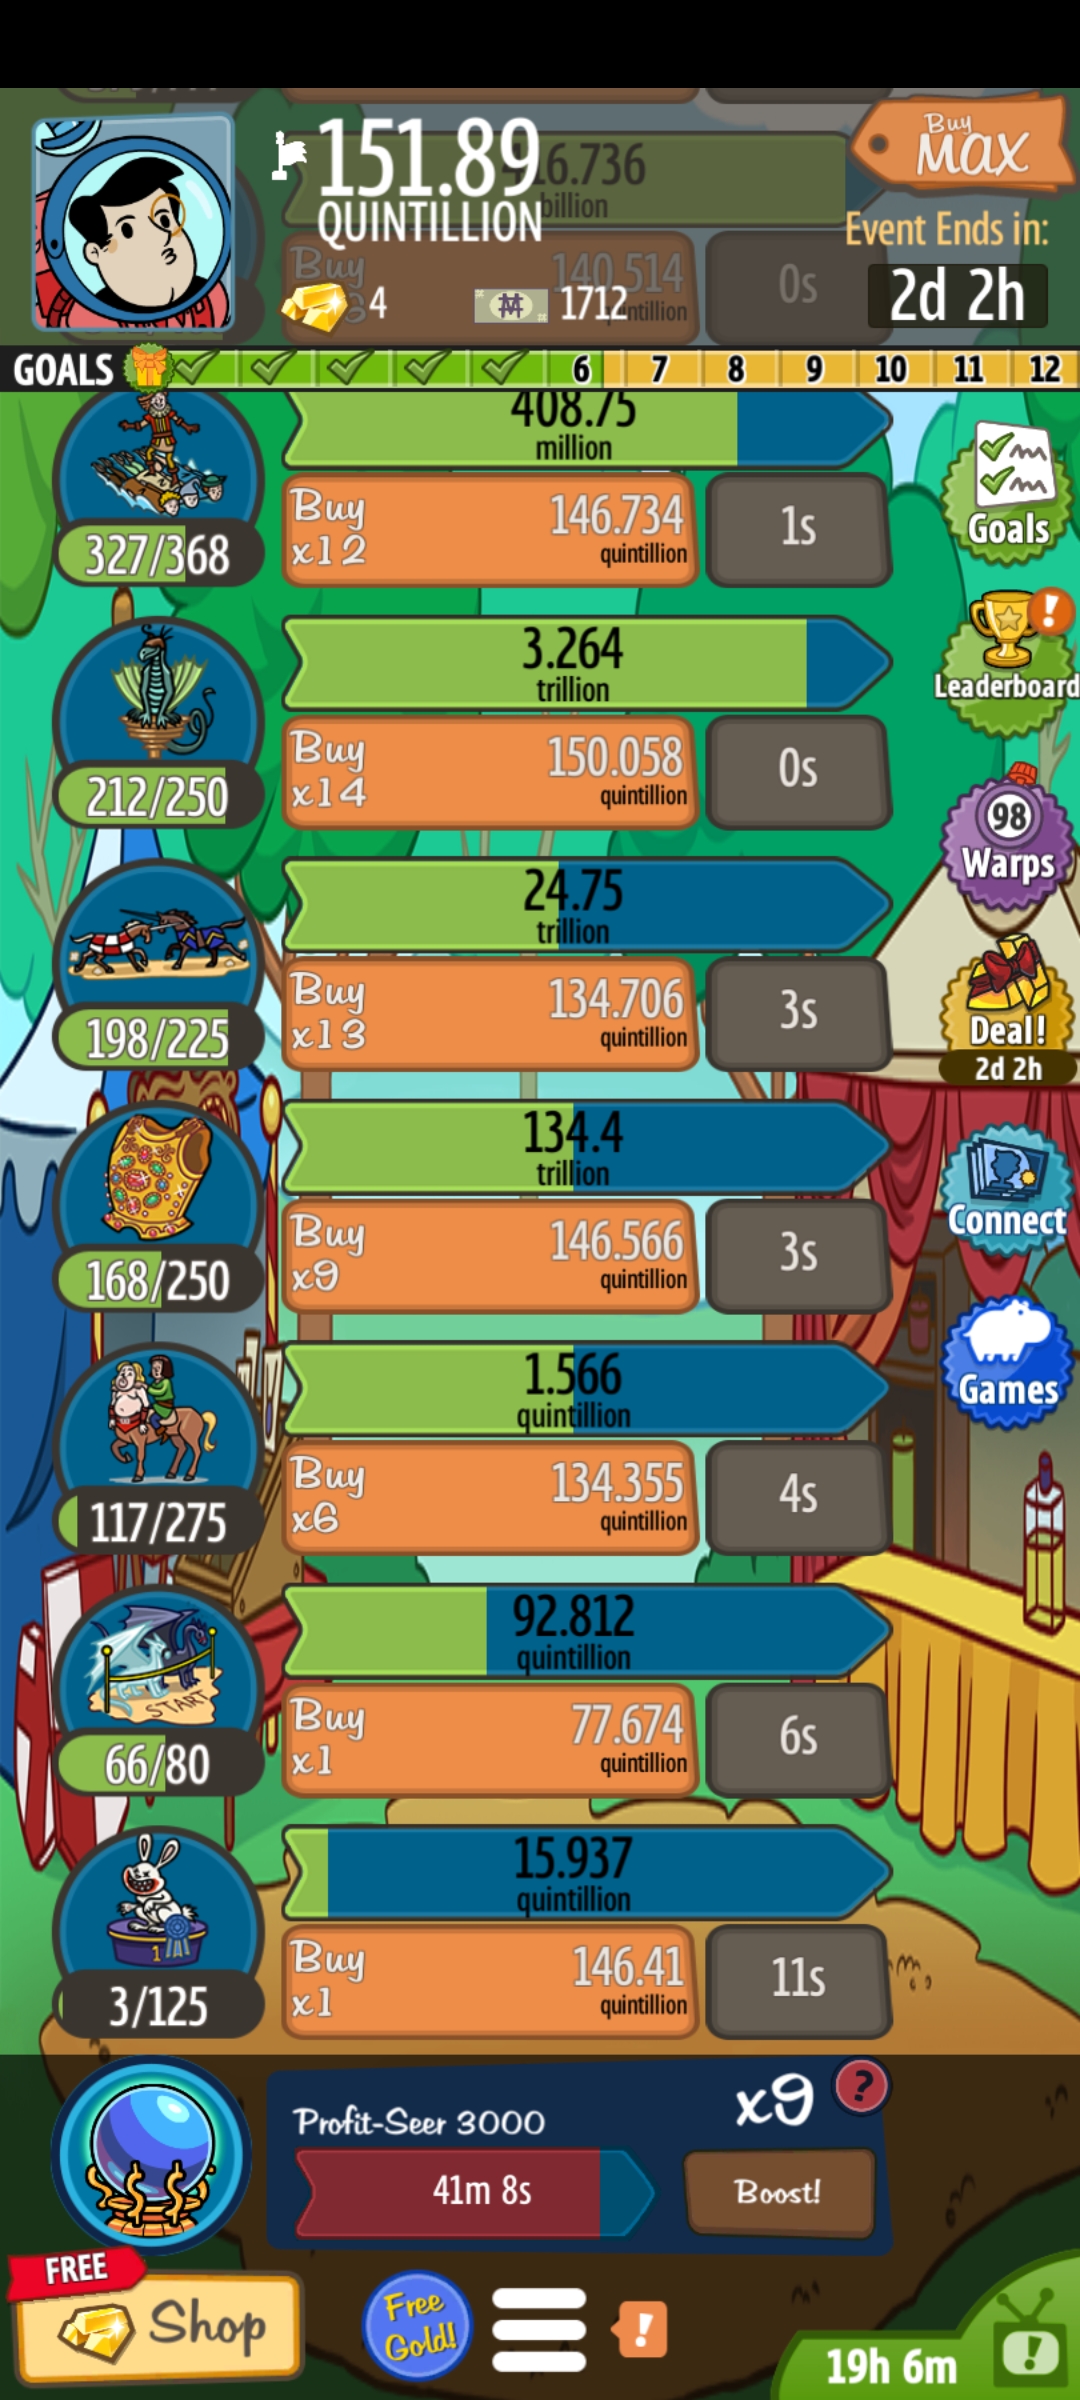 151.89
QUINTILLION
16.736
billion
Buy
MAX
Event Ends in:
2d 2h
Buy
140.514
0s
4
1712
GOALS
6
7
8
9
10
11
12
408.75
million
Buy
x12
146.734
quintillion
1s
327/368
Goals
3.264
trillion
Buy
x14
150.058
quintillion
0s
212/250
Leaderboard
24.75
trillion
Buy
x13
134.706
quintillion
3s
198/225
98
Warps
Deal!
2d 2h
134.4
trillion
Buy
x9
146.566
quintillion
3s
168/250
Connect
1.566
quintillion
Buy
x6
134.355
quintillion
4s
117/275
Games
92.812
quintillion
START
Buy
x1
77.674
quintillion
6s
66/80
15.937
quintillion
1
Buy
x1
146.41
quintillion
11s
3/125
Profit-Seer 3000
x9
?
41m 8s
Boost!
FREE
Shop
Free
Gold!
!
19h 6m
!